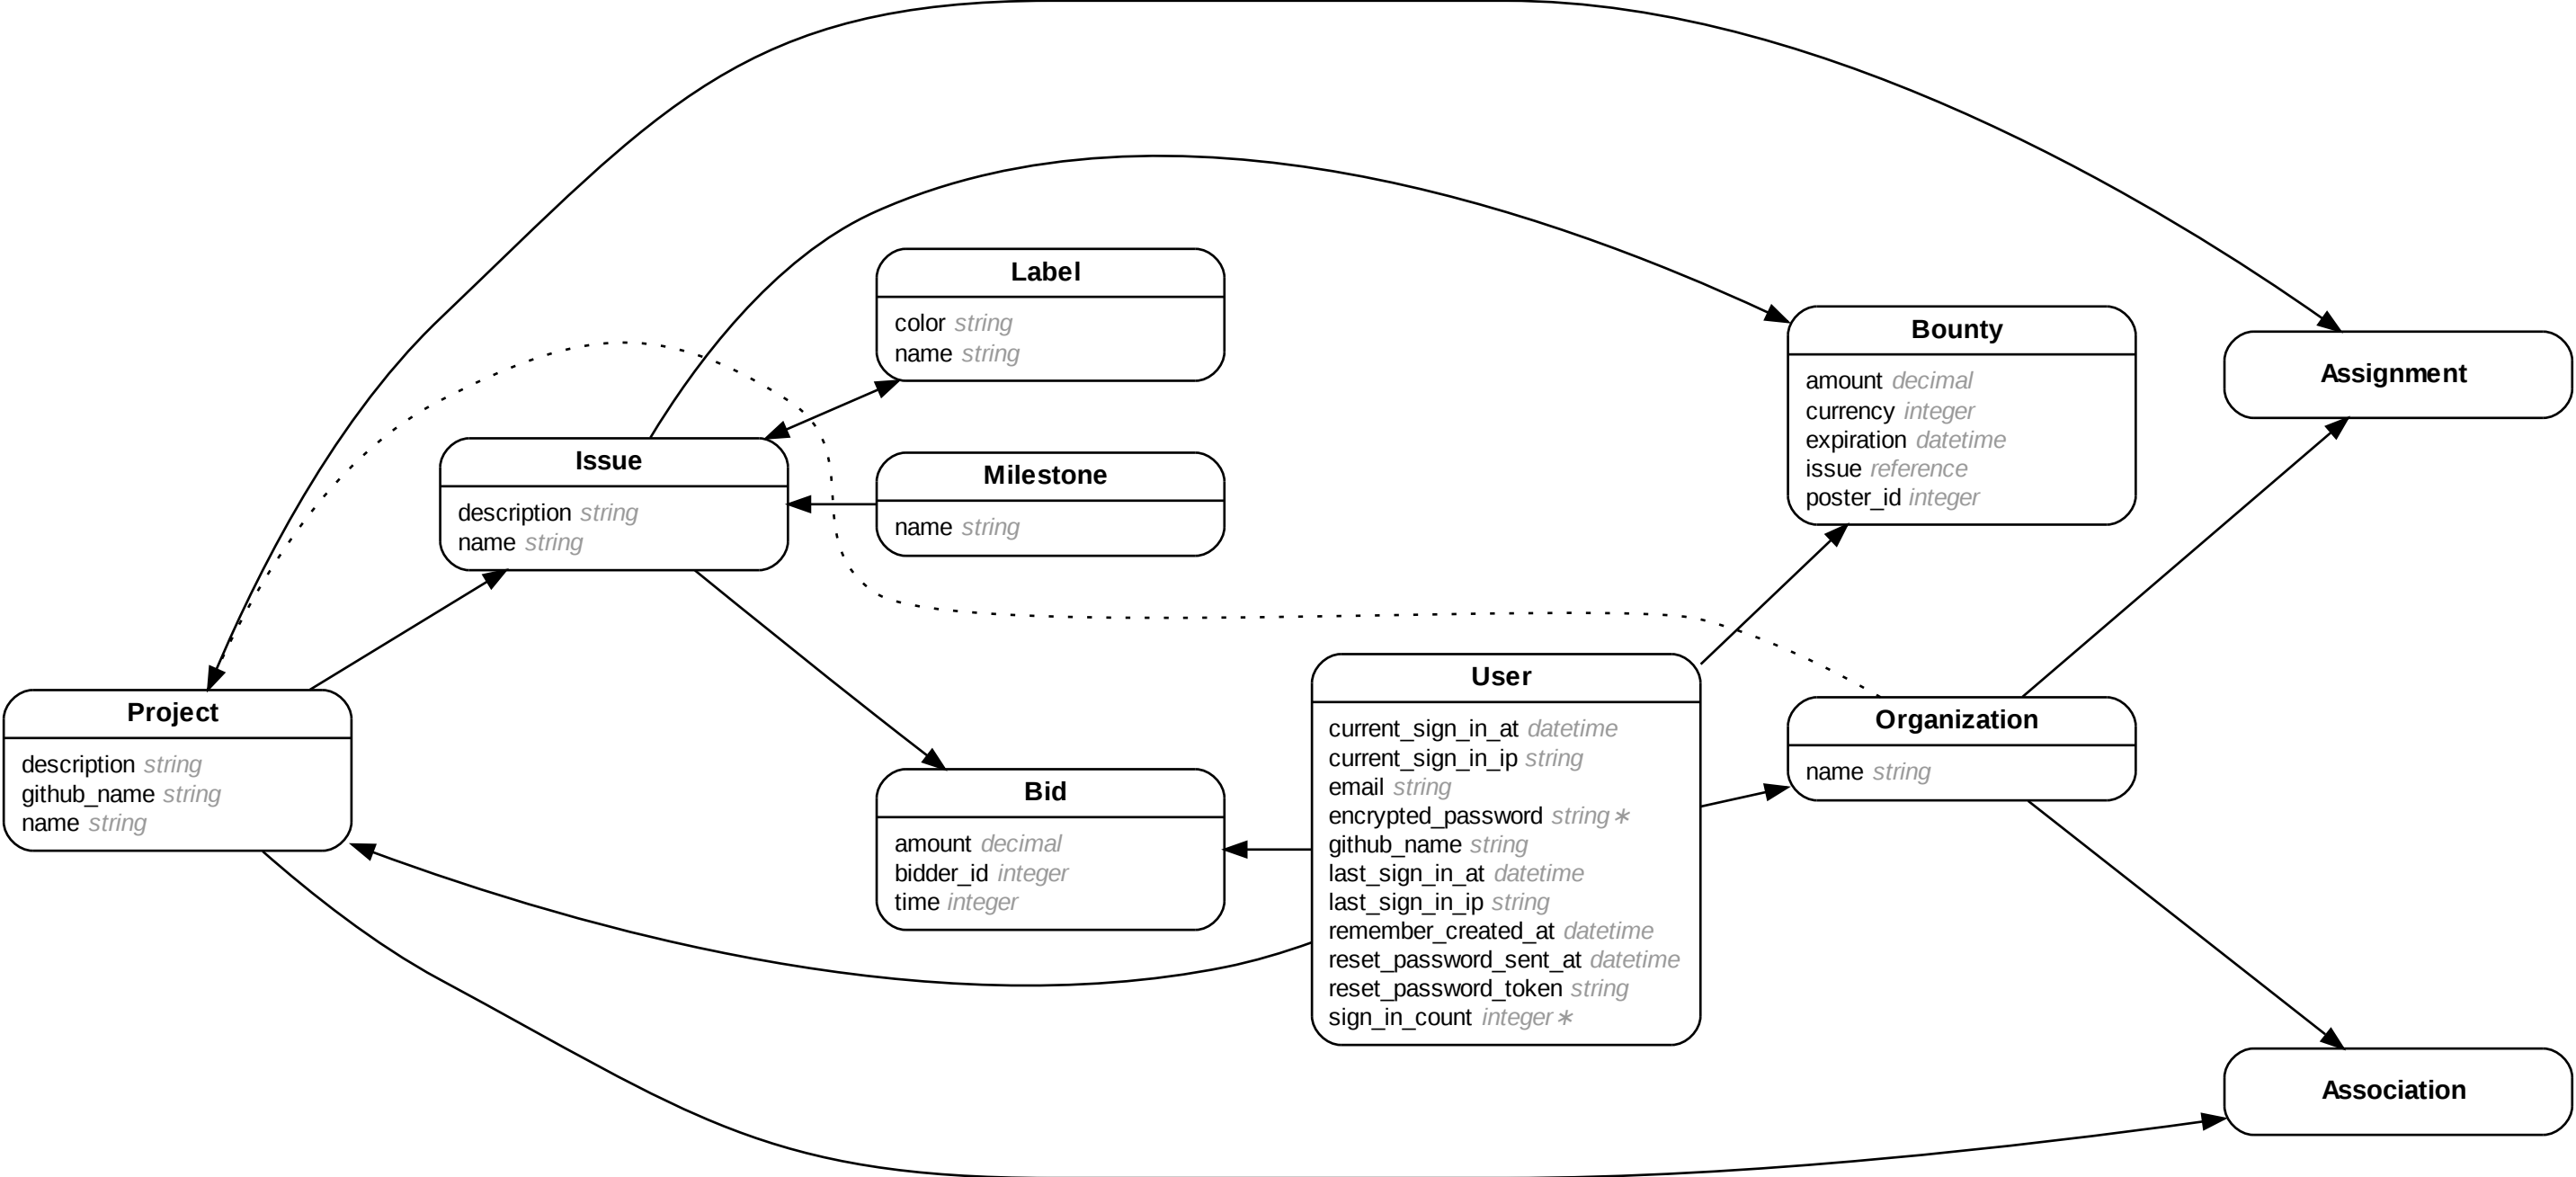 Label
color string
name string
Bounty
amount decimal
currency integer
expiration datetime
issue reference
poster_id integer
Assignment
Issue
description string
name string
Milestone
name string
Project
description string
github_name string
name string
Bid
amount decimal
bidder_id integer
time integer
User
current_sign_in_at datetime
current_sign_in_ip string
email string
encrypted_password string∗
github_name string
last_sign_in_at datetime
last_sign_in_ip string
remember_created_at datetime
reset_password_sent_at datetime
reset_password_token string
sign_in_count integer∗
Organization
name string
Association